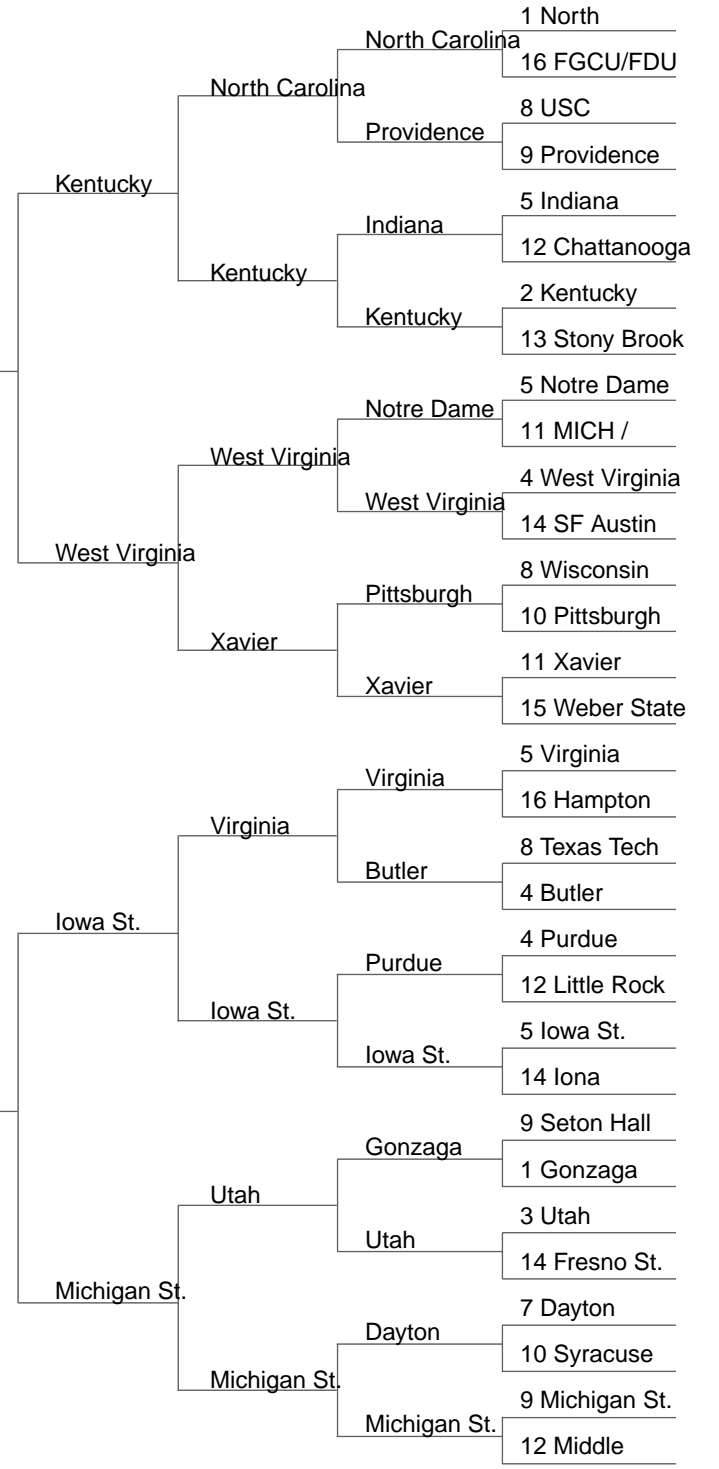 1 North
North Carolina
16 FGCU/FDU
North Carolina
8 USC
Providence
9 Providence
Kentucky
5 Indiana
Indiana
12 Chattanooga
Kentucky
2 Kentucky
Kentucky
13 Stony Brook
5 Notre Dame
Notre Dame
11 MICH /
West Virginia
4 West Virginia
West Virginia
14 SF Austin
West Virginia
8 Wisconsin
Pittsburgh
10 Pittsburgh
Xavier
11 Xavier
Xavier
15 Weber State
5 Virginia
Virginia
16 Hampton
Virginia
8 Texas Tech
Butler
4 Butler
Iowa St.
4 Purdue
Purdue
12 Little Rock
Iowa St.
5 Iowa St.
Iowa St.
14 Iona
9 Seton Hall
Gonzaga
1 Gonzaga
Utah
3 Utah
Utah
14 Fresno St.
Michigan St.
7 Dayton
Dayton
10 Syracuse
Michigan St.
9 Michigan St.
Michigan St.
12 Middle